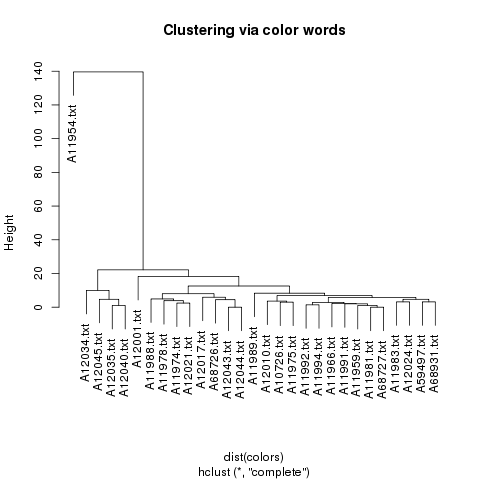 Clustering via color words
Height
0
20
40
60
80
100
120
140
A11954.txt
A12034.txt
A12045.txt
A12035.txt
A12040.txt
A12001.txt
A11988.txt
A11978.txt
A11974.txt
A12021.txt
A12017.txt
A68726.txt
A12043.txt
A12044.txt
A11989.txt
A12010.txt
A10726.txt
A11975.txt
A11992.txt
A11994.txt
A11966.txt
A11991.txt
A11959.txt
A11981.txt
A68727.txt
A11983.txt
A12024.txt
A59497.txt
A68931.txt
dist(colors)
hclust (*, "complete")